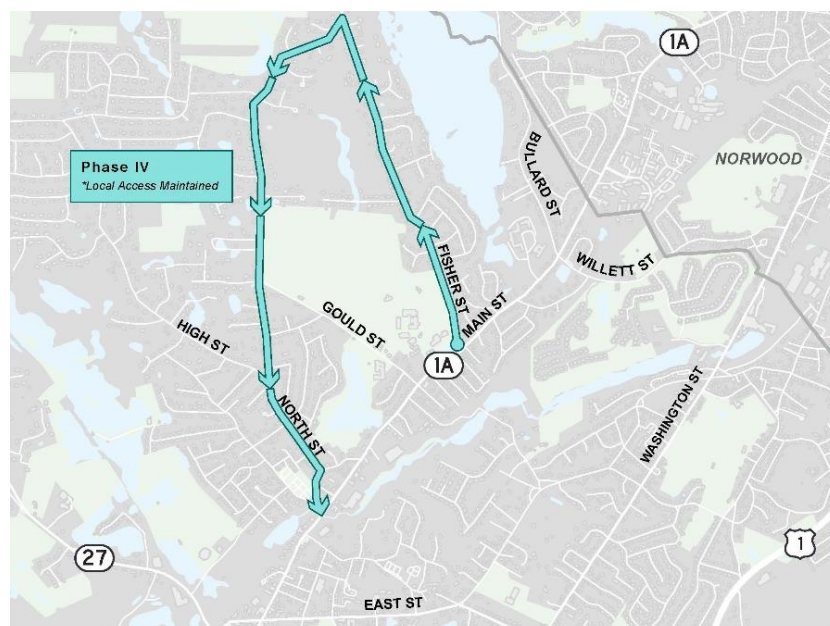 1A
BULLARD ST
NORWOOD
Phase IV
*Local Access Maintained
WILLETT ST
FISHER ST
MAIN ST
GOULD ST
HIGH ST
1A
NORTH ST
WASHINGTON ST
1
27
EAST ST